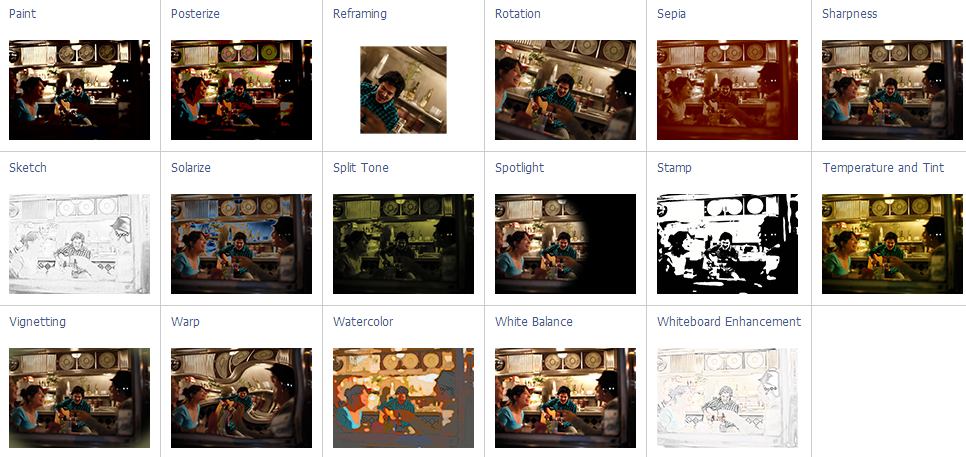 Paint
Posterize
Reframing
Rotation
Sepia
Sharpness
Sketch
Solarize
Split Tone
Spotlight
Stamp
Temperature and Tint
Vignetting
Warp
Watercolor
White Balance
Whiteboard Enhancement